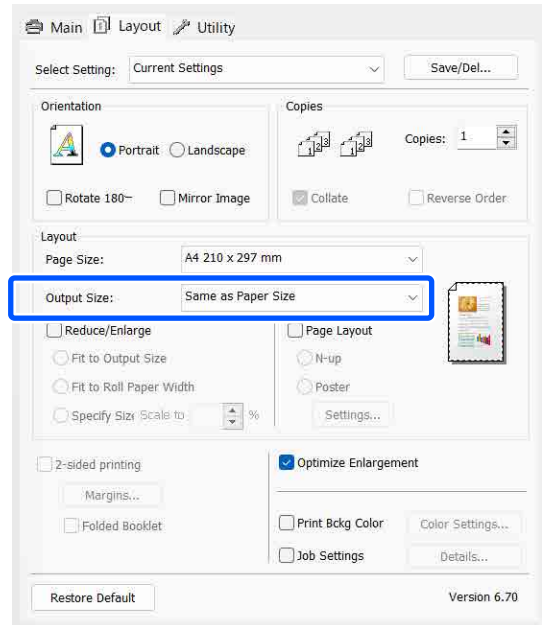 Main Layout Utility
Select Setting: Current Settings Save/Del...
Orientation
Portrait Landscape
Rotate 180~ Mirror Image
Copies
Copies: 1
Collate Reverse Order
Layout
Page Size: A4 210 x 297 mm
Output Size: Same as Paper Size
Reduce/Enlarge
Fit to Output Size
Fit to Roll Paper Width
Specify Size Scale to %
Page Layout
N-up
Poster
Settings...
2-sided printing
Margins...
Folded Booklet
Optimize Enlargement
Print Bckg Color Color Settings...
Job Settings Details...
Restore Default Version 6.70